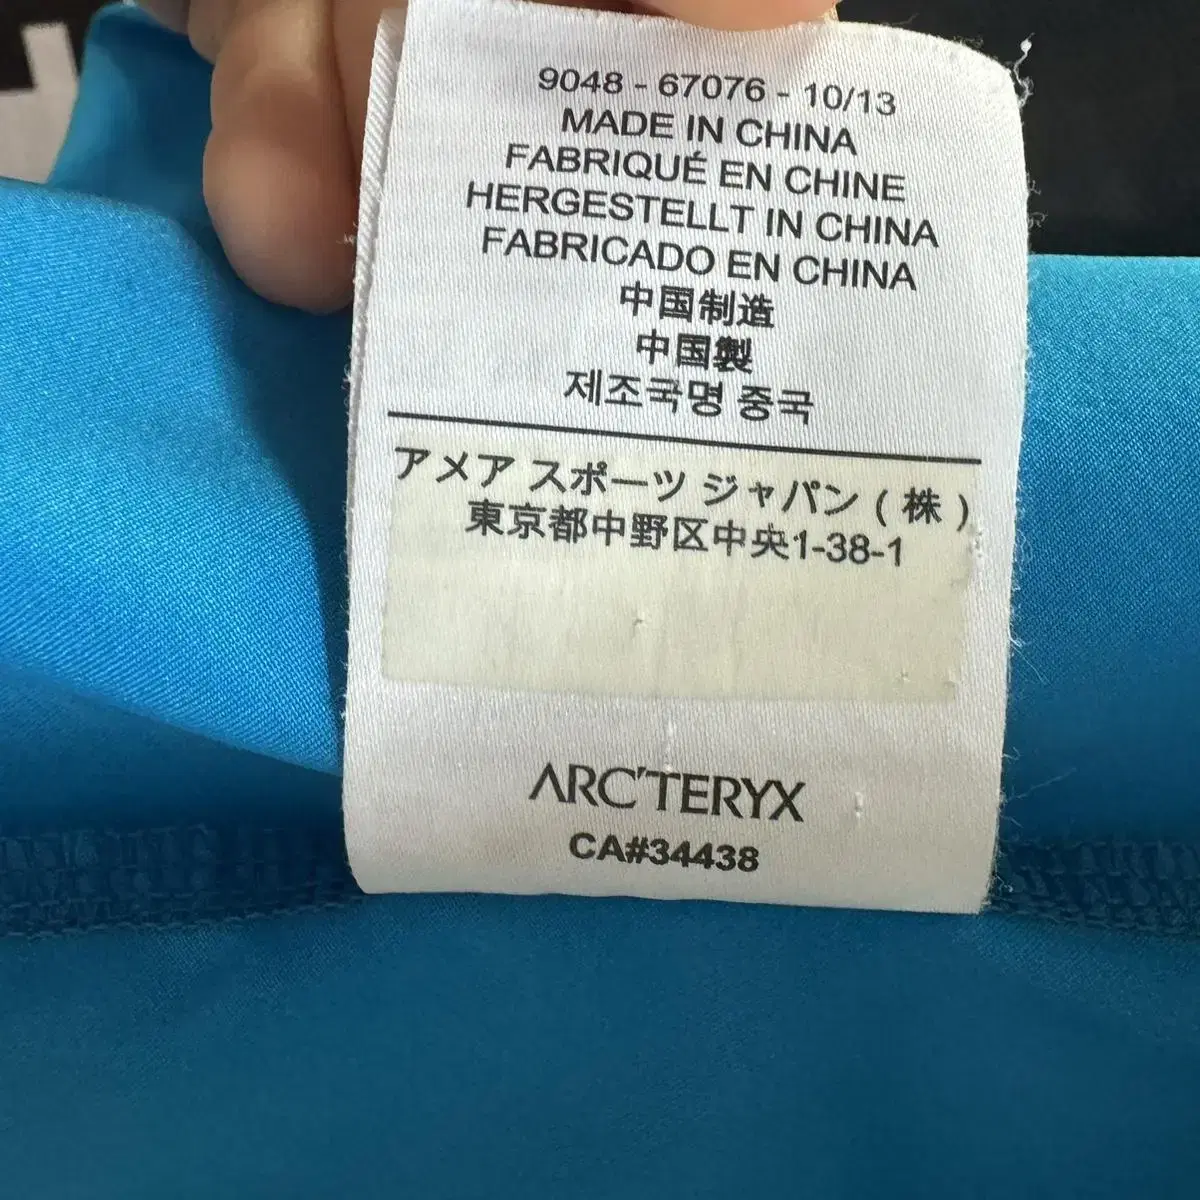 9048 - 67076 - 10/13
MADE IN CHINA
FABRIQUÉ EN CHINE
HERGESTELLT IN CHINA
FABRICADO EN CHINA
中国制造
中国製
제조국명 중국
アメア スポーツ ジャパン ( 株 )
東京都中野区中央1-38-1
ARC'TERYX
CA#34438